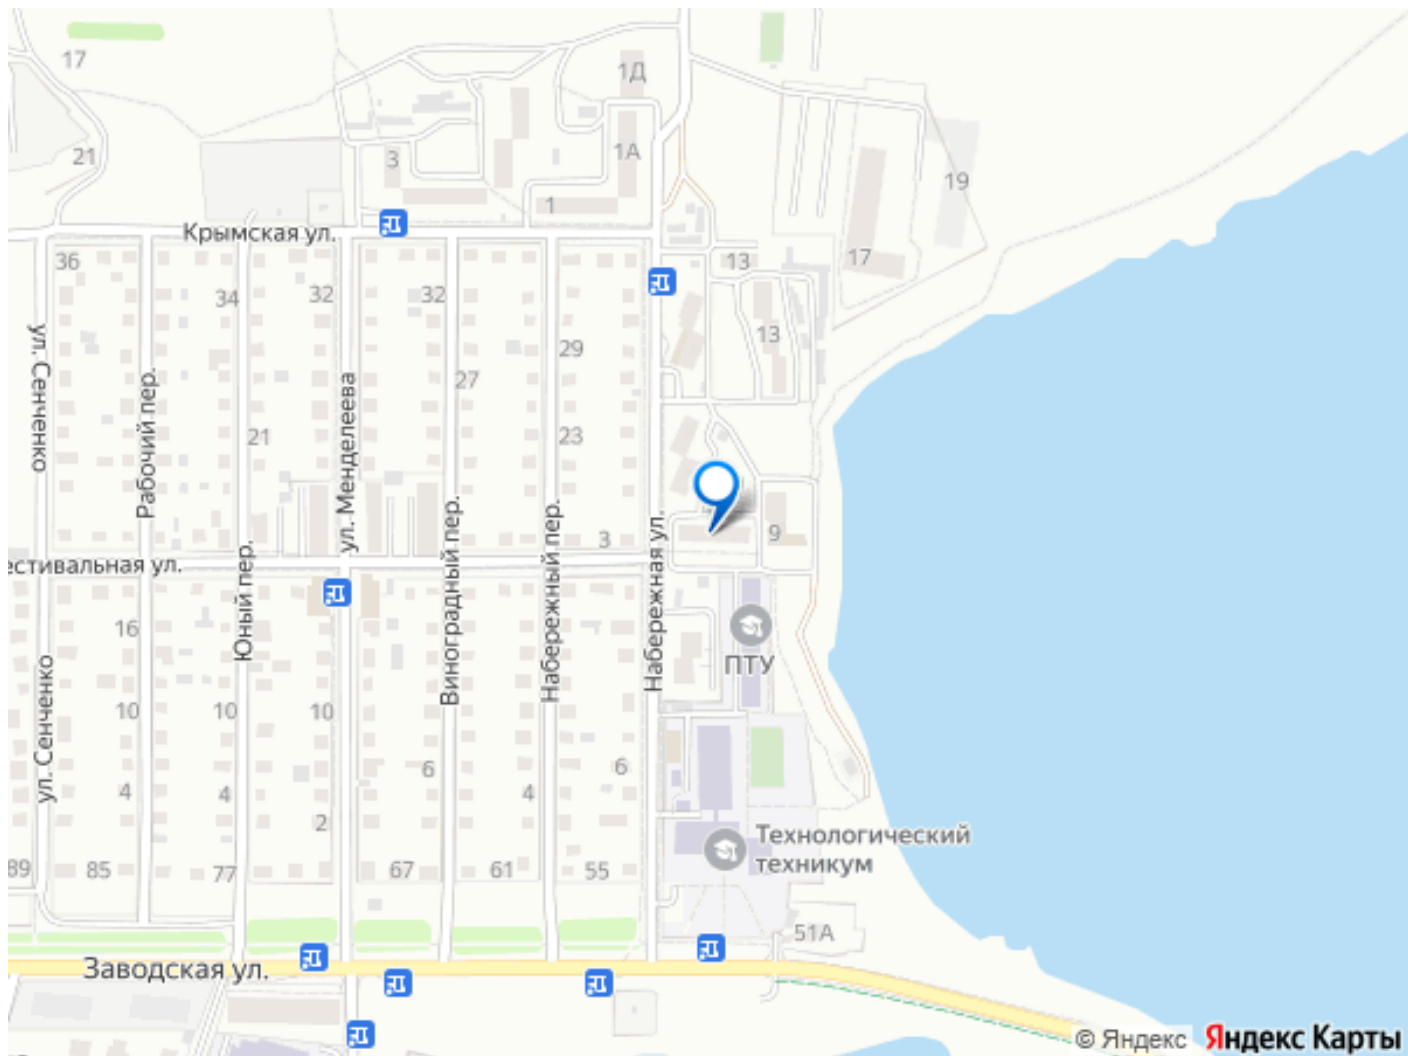 17
1Д
21
3
1А
19
1
Крымская ул.
36
34
32
32
13
17
13
29
27
21
23
ул. Сенченко
Рабочий пер.
ул. Менделеева
3
9
естивальная ул.
Юный пер.
Виноградный пер.
Набережный пер.
Набережная ул.
16
ПТУ
ул. Сенченко
10
10
10
6
6
4
4
4
2
Технологический
техникум
89
85
77
67
61
55
51А
Заводская ул.
© Яндекс
Яндекс Карты